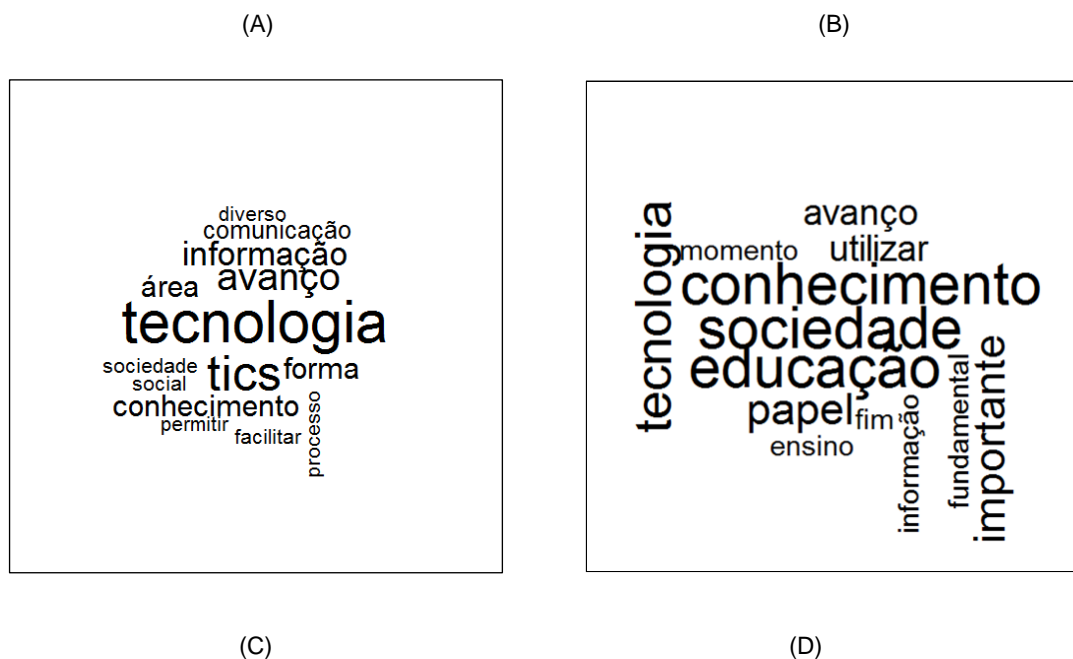 (A)
(B)
diverso
comunicação
informação
avanço
área
tecnologia
sociedade
tics
forma
social
conhecimento
permitir
facilitar
processo
tecnologia
avanço
momento
utilizar
conhecimento
sociedade
educação
papel
fim
ensino
informação
fundamental
importante
(C)
(D)